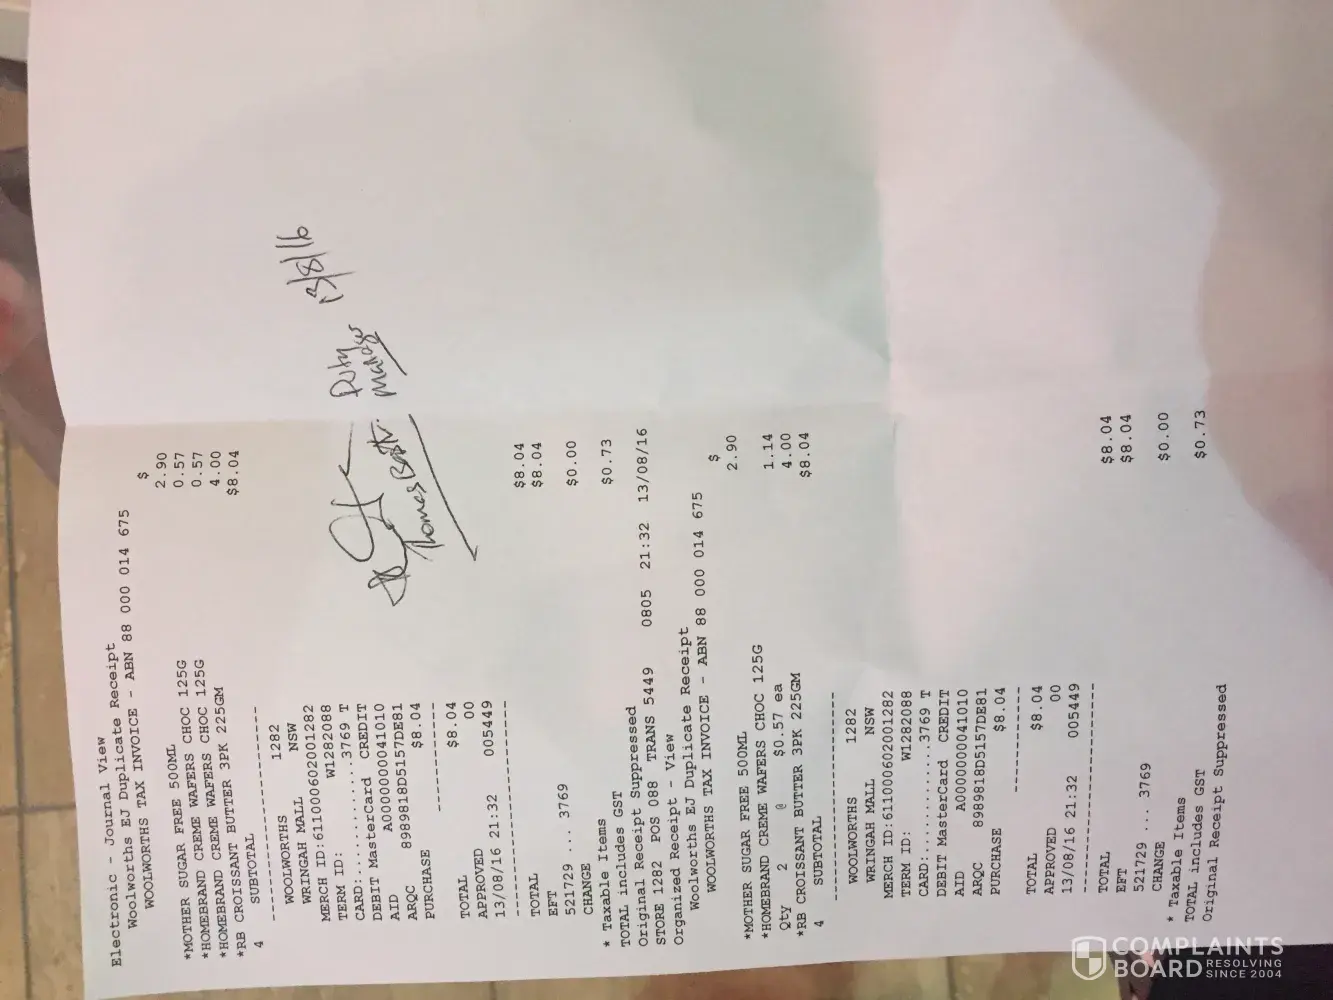 Electronic - Journal View
Woolworths EJ Duplicate Receipt
WOOLWORTHS TAX INVOICE - ABN 88 000 014 675
$
*MOTHER SUGAR FREE 500ML 2.90
*HOMEBRAND CREME WAFERS CHOC 125G 0.57
*HOMEBRAND CREME WAFERS CHOC 125G 0.57
*RB CROISSANT BUTTER 3PK 225GM 4.00
4 SUBTOTAL $8.04
WOOLWORTHS 1282
WRINGAH MALL NSW
MERCH ID:611000602001282
TERM ID: W1282088
CARD:............3769 T
DEBIT MasterCard CREDIT
AID A0000000041010
ARQC 8989818D5157DE81
PURCHASE $8.04
TOTAL $8.04
APPROVED 00
13/08/16 21:32 005449
TOTAL $8.04
EFT $8.04
521729 ... 3769
CHANGE $0.00
* Taxable Items
TOTAL includes GST $0.73
Original Receipt Suppressed
STORE 1282 POS 088 TRANS 5449 0805 21:32 13/08/16
Organized Receipt - View
Woolworths EJ Duplicate Receipt
WOOLWORTHS TAX INVOICE - ABN 88 000 014 675
$
*MOTHER SUGAR FREE 500ML 2.90
*HOMEBRAND CREME WAFERS CHOC 125G
Qty 2 @ $0.57 ea 1.14
*RB CROISSANT BUTTER 3PK 225GM 4.00
4 SUBTOTAL $8.04
WOOLWORTHS 1282
WRINGAH MALL NSW
MERCH ID:611000602001282
TERM ID: W1282088
CARD:............3769 T
DEBIT MasterCard CREDIT
AID A0000000041010
ARQC 8989818D5157DE81
PURCHASE $8.04
TOTAL $8.04
APPROVED 00
13/08/16 21:32 005449
TOTAL $8.04
EFT $8.04
521729 ... 3769
CHANGE $0.00
* Taxable Items
TOTAL includes GST $0.73
Original Receipt Suppressed
Thomas
Duty
Manager
13/8/16
COMPLAINTS
BOARD RESOLVING
SINCE 2004